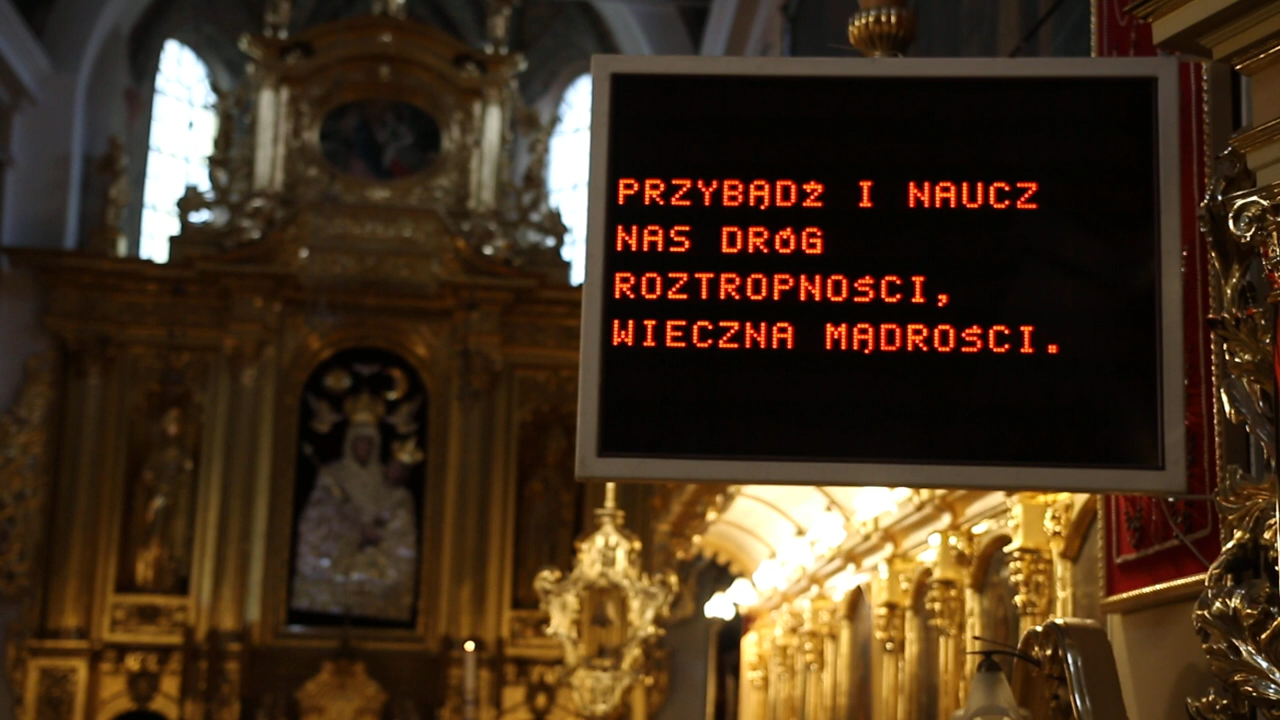 PRZYBĄDŹ I NAUCZ
NAS DRÓG
ROZTROPNOŚCI,
WIECZNA MĄDROŚCI.